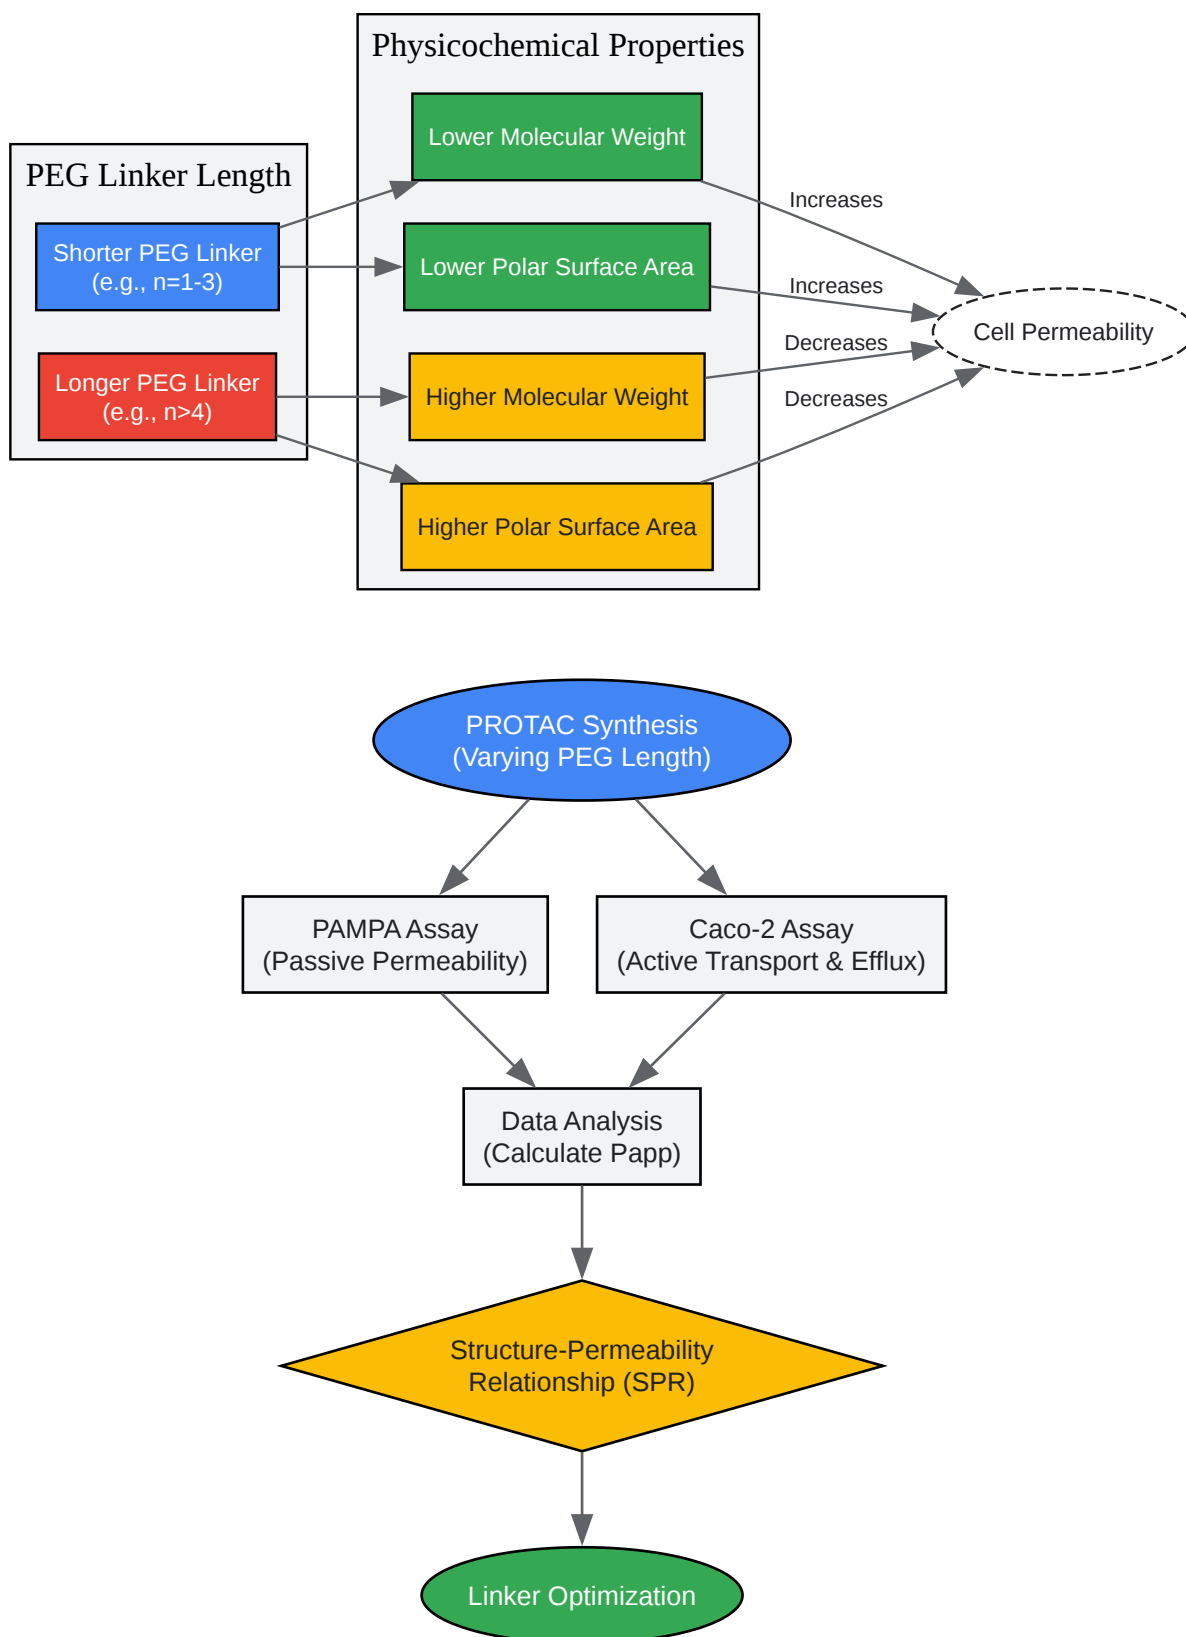 PEG Linker Length
Shorter PEG Linker
(e.g., n=1-3)
Longer PEG Linker
(e.g., n>4)
Physicochemical Properties
Lower Molecular Weight
Lower Polar Surface Area
Higher Molecular Weight
Higher Polar Surface Area
Increases
Increases
Decreases
Decreases
Cell Permeability
PROTAC Synthesis
(Varying PEG Length)
PAMPA Assay
(Passive Permeability)
Caco-2 Assay
(Active Transport & Efflux)
Data Analysis
(Calculate Papp)
Structure-Permeability
Relationship (SPR)
Linker Optimization